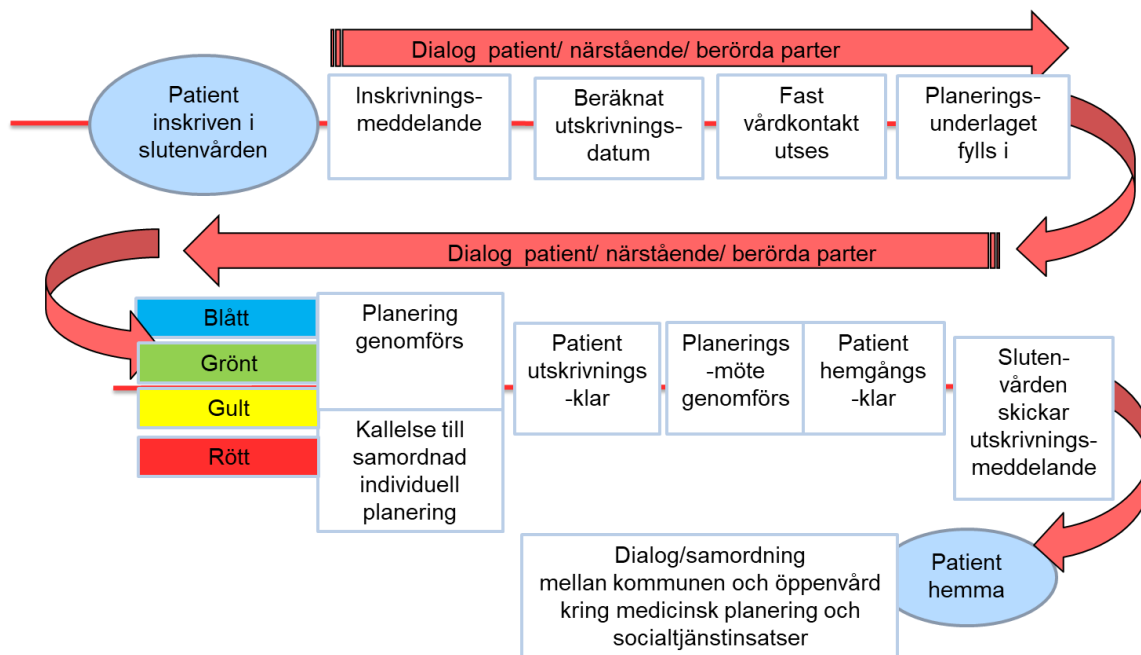 Dialog patient/ närstående/ berörda parter
Patient
inskriven i
slutenvården
Inskrivnings-
meddelande
Beräknat
utskrivnings-
datum
Fast
vårdkontakt
utses
Planerings-
underlaget
fylls i
Dialog patient/ närstående/ berörda parter
Blått
Grönt
Gult
Rött
Planering
genomförs
Kallelse till
samordnad
individuell
planering
Patient
utskrivnings
-klar
Planerings
-möte
genomförs
Patient
hemgångs
-klar
Sluten-
vården
skickar
utskrivnings-
meddelande
Dialog/samordning
mellan kommunen och öppenvård
kring medicinsk planering och
socialtjänstinsatser
Patient
hemma